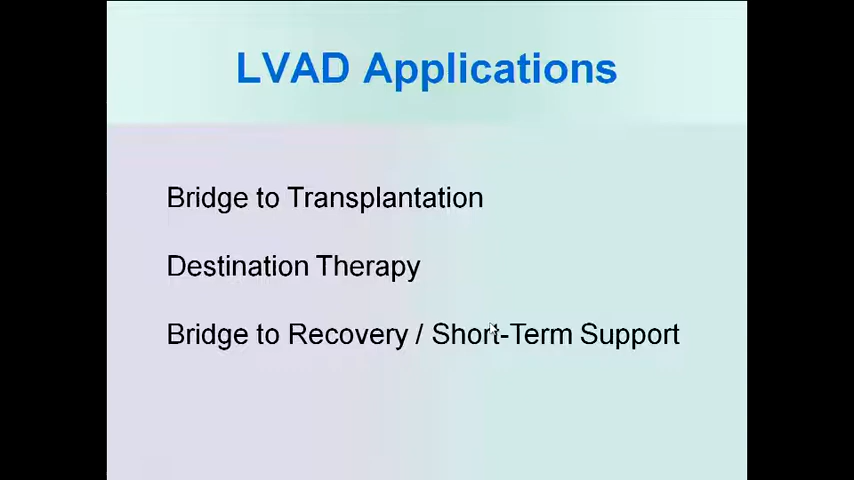 LVAD Applications
Bridge to Transplantation
Destination Therapy
Bridge to Recovery / Short-Term Support